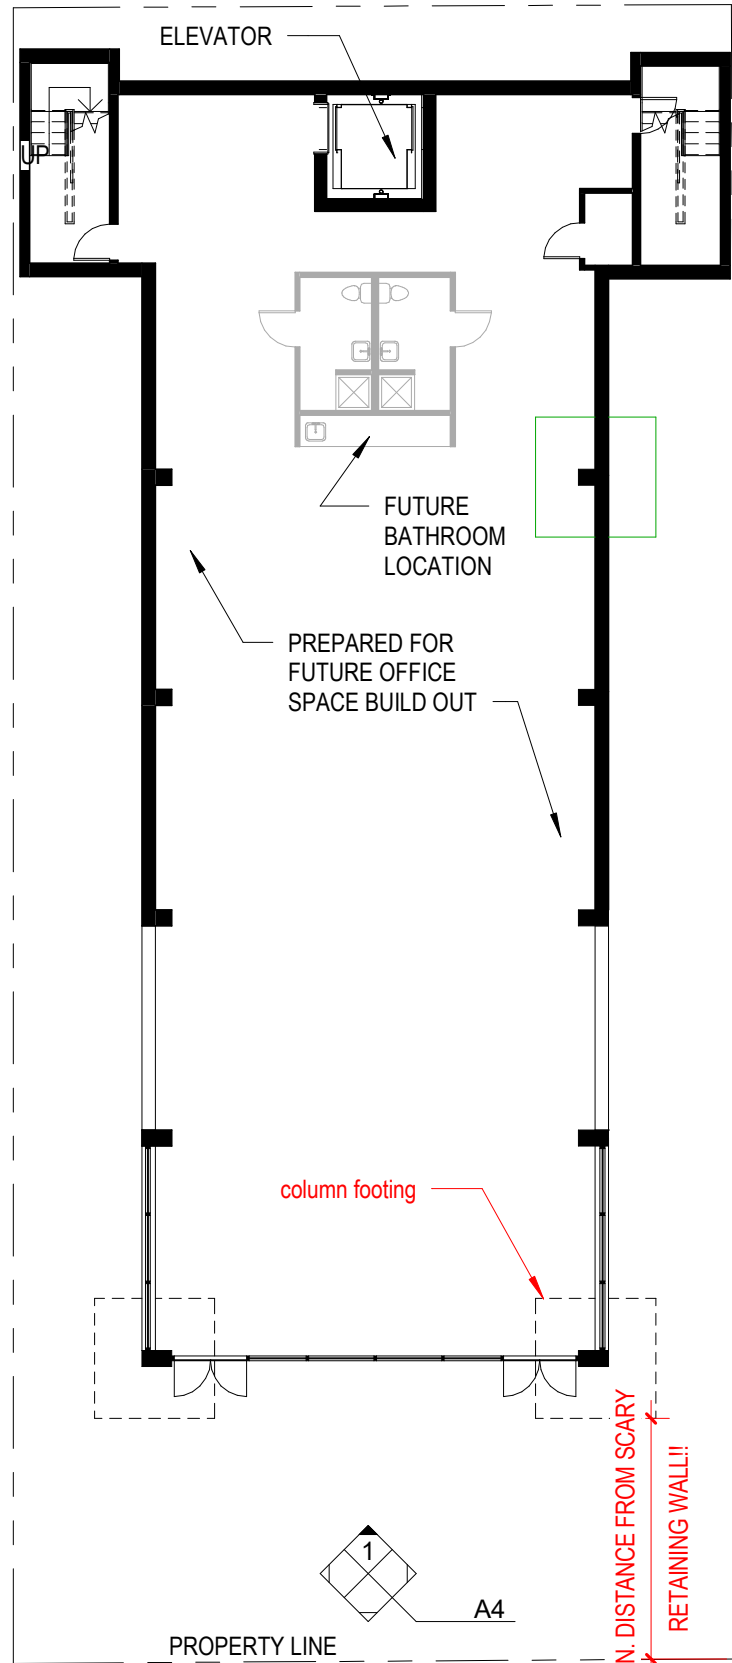 ELEVATOR
UP
FUTURE
BATHROOM
LOCATION
PREPARED FOR
FUTURE OFFICE
SPACE BUILD OUT
column footing
N. DISTANCE FROM SCARY
RETAINING WALL!!
1
A4
PROPERTY LINE